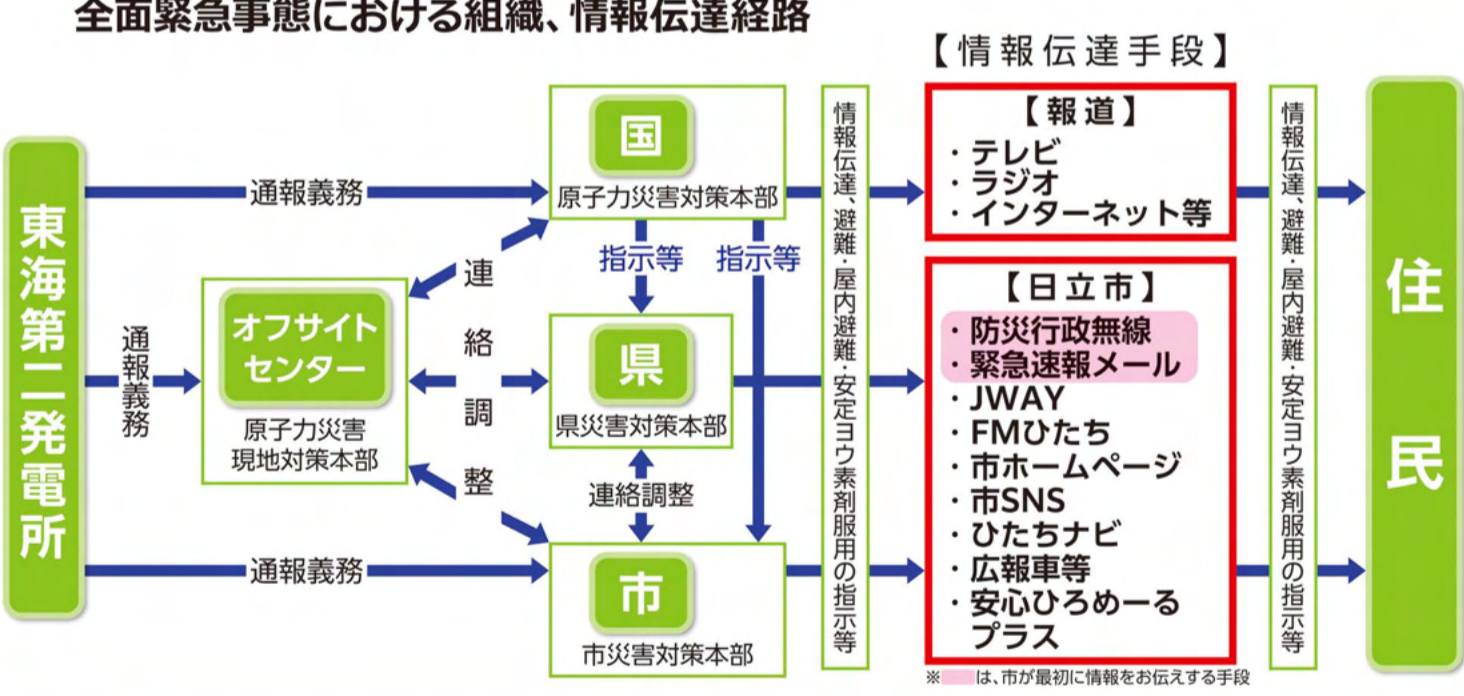 全面緊急事態における組織、情報伝達経路
【情報伝達手段】
東海第二発電所
通報義務
通報義務
通報義務
オフサイト
センター
原子力災害
現地対策本部
連絡調整
国
原子力災害対策本部
指示等
指示等
県
県災害対策本部
連絡調整
市
市災害対策本部
情報伝達、避難・屋内避難・安定ヨウ素剤服用の指示等
【報道】
・テレビ
・ラジオ
・インターネット等
【日立市】
・防災行政無線
・緊急速報メール
・JWAY
・FMひたち
・市ホームページ
・市SNS
・ひたちナビ
・広報車等
・安心ひろめーる
プラス
※　は、市が最初に情報をお伝えする手段
情報伝達、避難・屋内避難・安定ヨウ素剤服用の指示等
住民